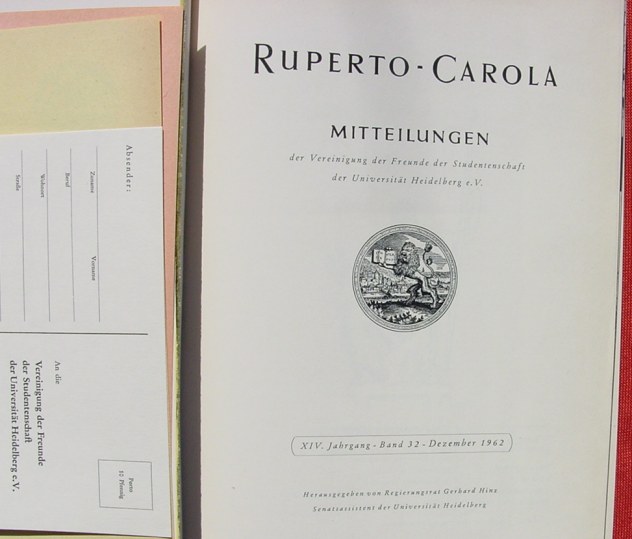 RUPERTO-CAROLA
MITTEILUNGEN
der Vereinigung der Freunde der Studentenschaft
der Universität Heidelberg e.V.
XIV. Jahrgang - Band 32 - Dezember 1962
Herausgegeben von Regierungsrat Gerhard Hinz
Senatsassistent der Universität Heidelberg
Absender:
Zuname Vorname
Beruf
Wohnort
Straße
An die
Vereinigung der Freunde
der Studentenschaft
der Universität Heidelberg e.V.
Porto